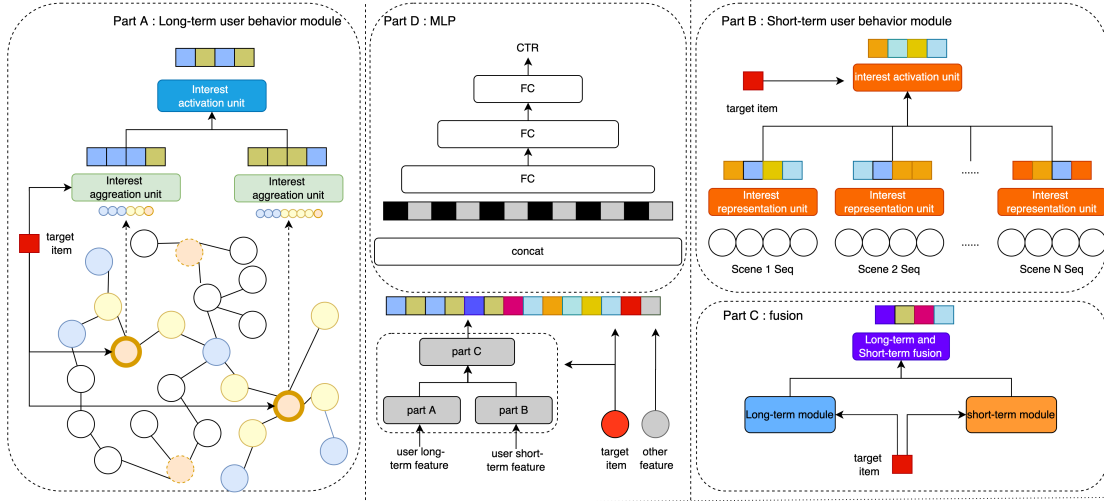 Part A : Long-term user behavior module
Interest
activation unit
Interest
aggreation unit
Interest
aggregation unit
target
item
Part D : MLP
CTR
FC
FC
FC
concat
part C
part A
part B
user long-
term feature
user short-
term feature
target
item
other
feature
Part B : Short-term user behavior module
interest activation unit
target item
......
Interest
representation unit
Interest
representation unit
Interest
representation unit
......
Scene 1 Seq
Scene 2 Seq
Scene N Seq
Part C : fusion
Long-term and
Short-term fusion
Long-term module
short-term module
target
item